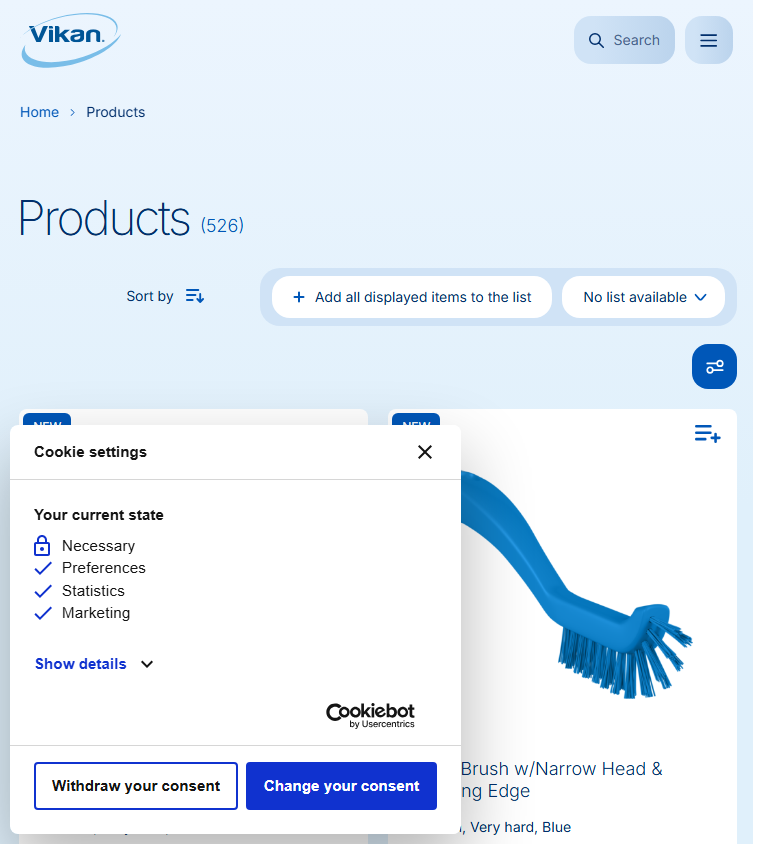 Vikan
Search
Home > Products
Products (526)
Sort by
+ Add all displayed items to the list
No list available
NEW
NEW
Cookie settings
Your current state
Necessary
Preferences
Statistics
Marketing
Show details
Cookiebot
by Usercentrics
Withdraw your consent
Change your consent
Brush w/Narrow Head &
ng Edge
, Very hard, Blue